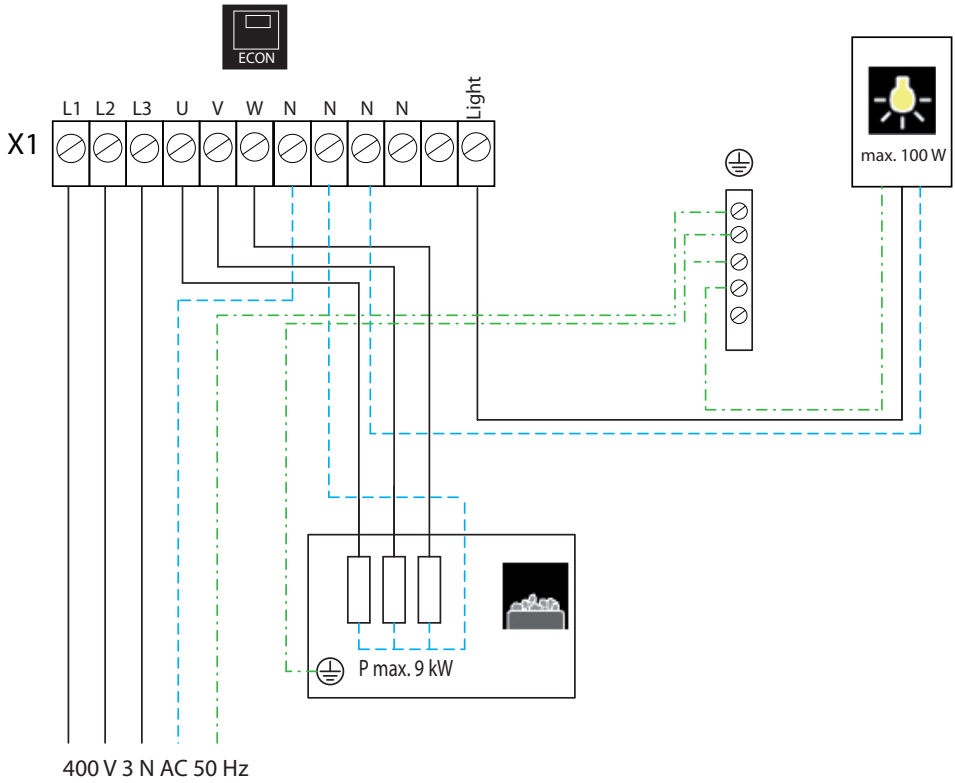 ECON
L1 L2 L3 U V W N N N N Light
X1
max. 100 W
P max. 9 kW
400 V 3 N AC 50 Hz